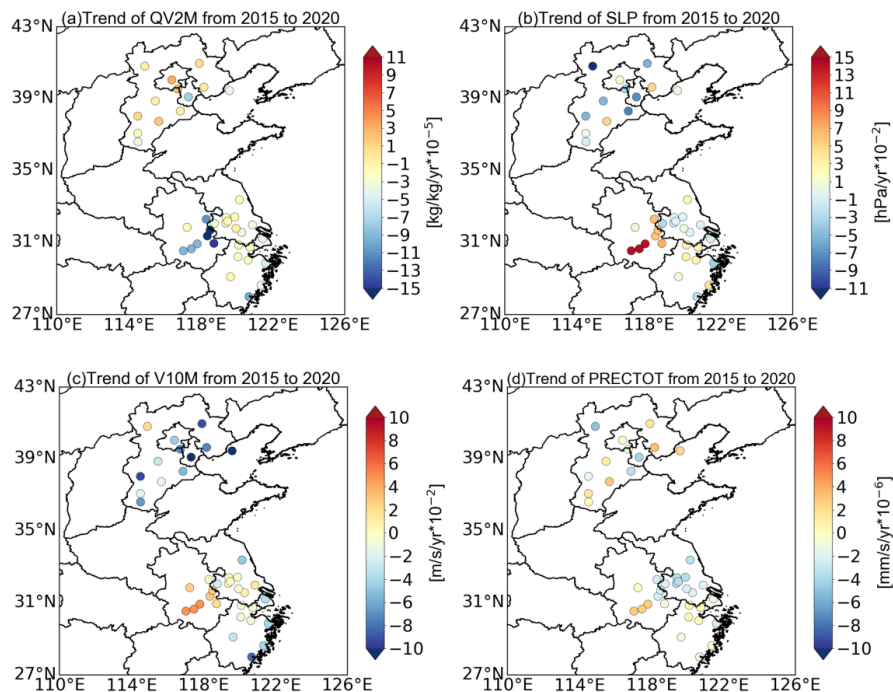 (a)Trend of QV2M from 2015 to 2020
43°N
39°N
35°N
31°N
27°N
110°E 114°E 118°E 122°E 126°E
11
9
7
5
3
1
−1
−3
−5
−7
−9
−11
−13
−15
[kg/kg/yr*10⁻⁵]
(b)Trend of SLP from 2015 to 2020
43°N
39°N
35°N
31°N
27°N
110°E 114°E 118°E 122°E 126°E
15
13
11
9
7
5
3
1
−1
−3
−5
−7
−9
−11
[hPa/yr*10⁻²]
(c)Trend of V10M from 2015 to 2020
43°N
39°N
35°N
31°N
27°N
110°E 114°E 118°E 122°E 126°E
10
8
6
4
2
0
−2
−4
−6
−8
−10
[m/s/yr*10⁻²]
(d)Trend of PRECTOT from 2015 to 2020
43°N
39°N
35°N
31°N
27°N
110°E 114°E 118°E 122°E 126°E
10
8
6
4
2
0
−2
−4
−6
−8
−10
[mm/s/yr*10⁻⁶]